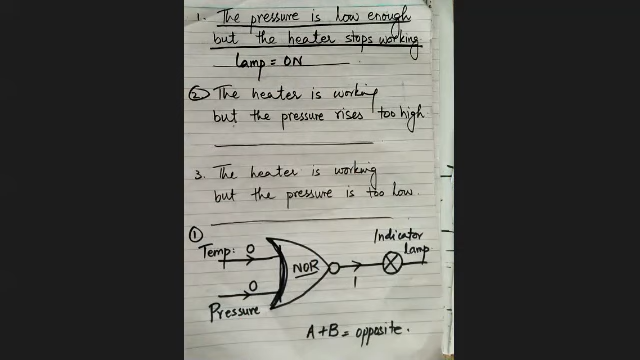 1. The pressure is low enough
but the heater stops working
lamp = ON
② The heater is working
but the pressure rises too high
3. The heater is working
but the pressure is too low.
①
Temp: 0
NOR
Indicator
lamp
1
0
Pressure
A+B = opposite.